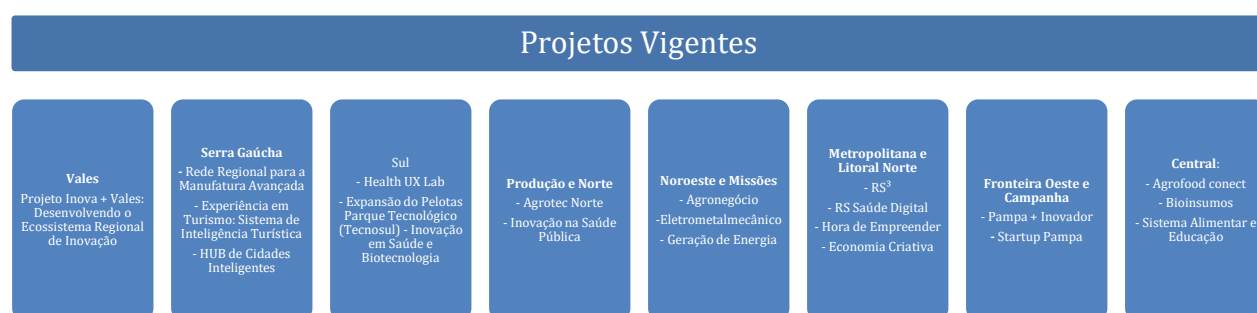 Projetos Vigentes
Vales
Projeto Inova + Vales:
Desenvolvendo o
Ecossistema Regional
de Inovação
Serra Gaúcha
- Rede Regional para a
Manufatura Avançada
- Experiência em
Turismo: Sistema de
Inteligência Turística
- HUB de Cidades
Inteligentes
Sul
- Health UX Lab
- Expansão do Pelotas
Parque Tecnológico
(Tecnosul) - Inovação
em Saúde e
Biotecnologia
Produção e Norte
- Agrotec Norte
- Inovação na Saúde
Pública
Noroeste e Missões
- Agronegócio
-Eletrometalmecânico
- Geração de Energia
Metropolitana e
Litoral Norte
- RS³
- RS Saúde Digital
- Hora de Empreender
- Economia Criativa
Fronteira Oeste e
Campanha
- Pampa + Inovador
- Startup Pampa
Central:
- Agrofood conect
- Bioinsumos
- Sistema Alimentar e
Educação